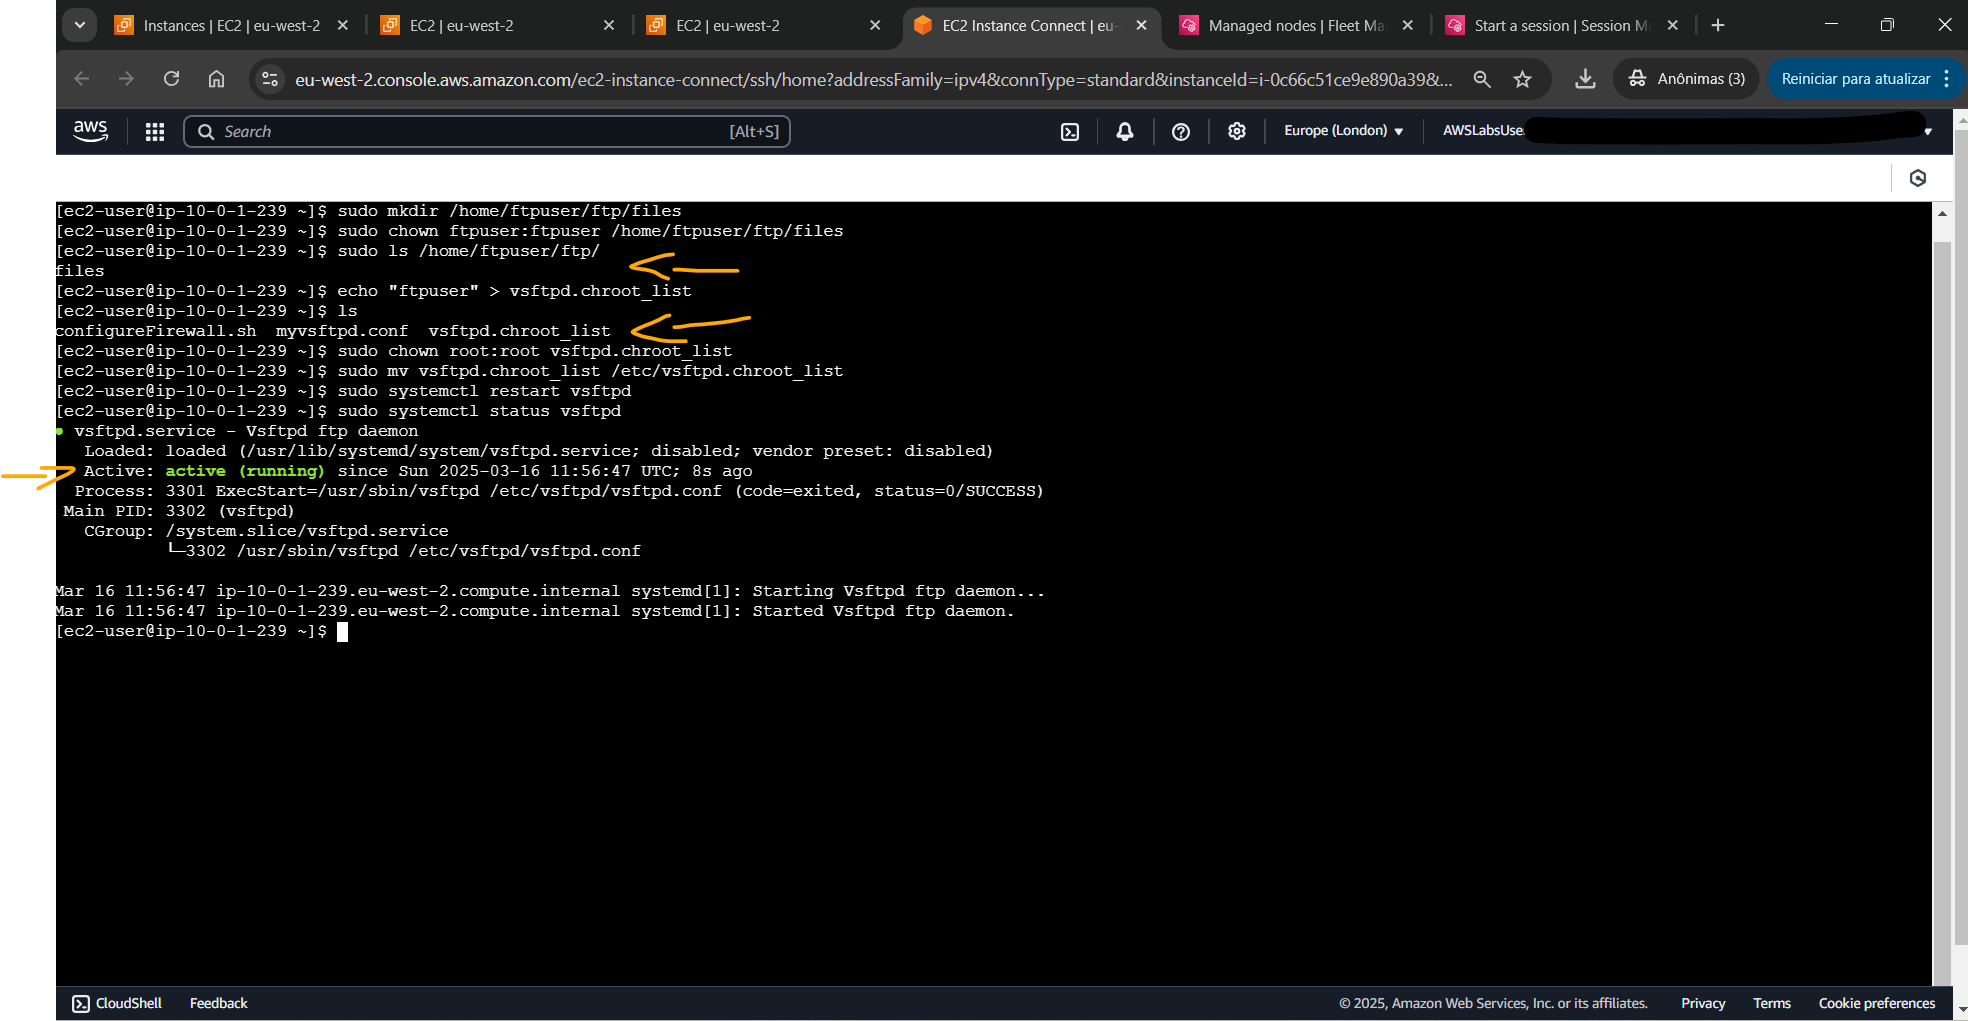 Instances | EC2 | eu-west-2
EC2 | eu-west-2
EC2 | eu-west-2
EC2 Instance Connect | eu-
Managed nodes | Fleet Ma
Start a session | Session M
eu-west-2.console.aws.amazon.com/ec2-instance-connect/ssh/home?addressFamily=ipv4&connType=standard&instanceId=i-0c66c51ce9e890a39&...
Anônimas (3)
Reiniciar para atualizar
aws
Search
[Alt+S]
Europe (London)
AWSLabsUse
[ec2-user@ip-10-0-1-239 ~]$ sudo mkdir /home/ftpuser/ftp/files
[ec2-user@ip-10-0-1-239 ~]$ sudo chown ftpuser:ftpuser /home/ftpuser/ftp/files
[ec2-user@ip-10-0-1-239 ~]$ sudo ls /home/ftpuser/ftp/
files
[ec2-user@ip-10-0-1-239 ~]$ echo "ftpuser" > vsftpd.chroot_list
[ec2-user@ip-10-0-1-239 ~]$ ls
configureFirewall.sh  myvsftpd.conf  vsftpd.chroot_list
[ec2-user@ip-10-0-1-239 ~]$ sudo chown root:root vsftpd.chroot_list
[ec2-user@ip-10-0-1-239 ~]$ sudo mv vsftpd.chroot_list /etc/vsftpd.chroot_list
[ec2-user@ip-10-0-1-239 ~]$ sudo systemctl restart vsftpd
[ec2-user@ip-10-0-1-239 ~]$ sudo systemctl status vsftpd
● vsftpd.service - Vsftpd ftp daemon
Loaded: loaded (/usr/lib/systemd/system/vsftpd.service; disabled; vendor preset: disabled)
Active: active (running) since Sun 2025-03-16 11:56:47 UTC; 8s ago
Process: 3301 ExecStart=/usr/sbin/vsftpd /etc/vsftpd/vsftpd.conf (code=exited, status=0/SUCCESS)
Main PID: 3302 (vsftpd)
CGroup: /system.slice/vsftpd.service
└─3302 /usr/sbin/vsftpd /etc/vsftpd/vsftpd.conf
Mar 16 11:56:47 ip-10-0-1-239.eu-west-2.compute.internal systemd[1]: Starting Vsftpd ftp daemon...
Mar 16 11:56:47 ip-10-0-1-239.eu-west-2.compute.internal systemd[1]: Started Vsftpd ftp daemon.
[ec2-user@ip-10-0-1-239 ~]$
CloudShell
Feedback
© 2025, Amazon Web Services, Inc. or its affiliates.
Privacy
Terms
Cookie preferences